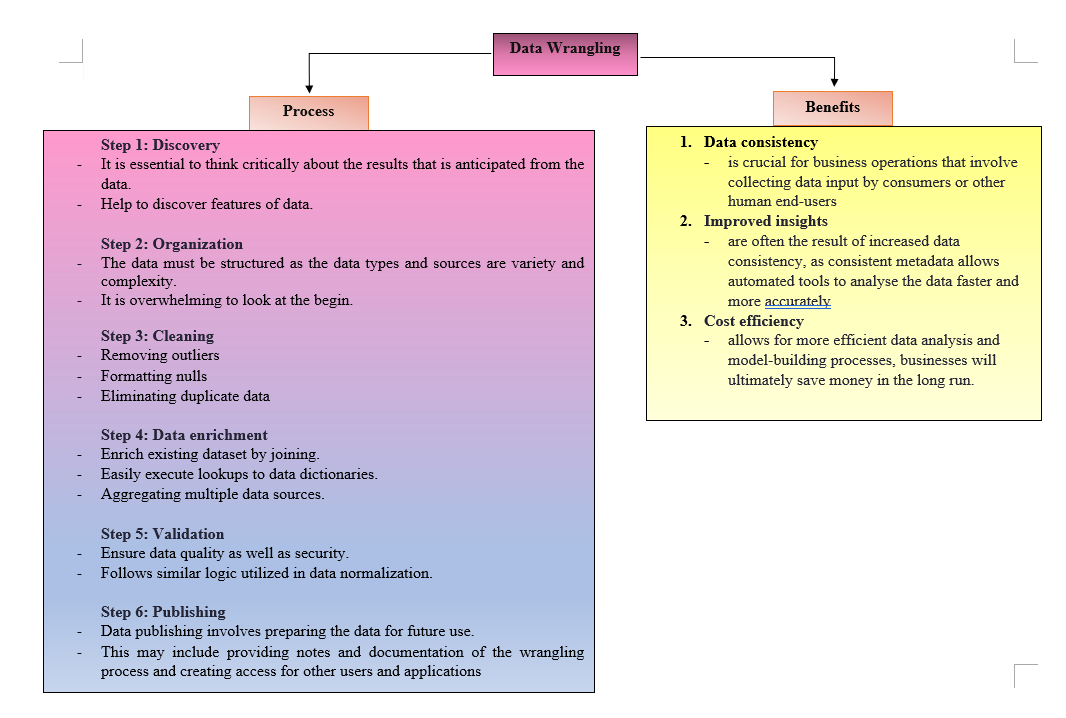 Data Wrangling
Process
Step 1: Discovery
- It is essential to think critically about the results that is anticipated from the
data.
- Help to discover features of data.
Step 2: Organization
- The data must be structured as the data types and sources are variety and
complexity.
- It is overwhelming to look at the begin.
Step 3: Cleaning
- Removing outliers
- Formatting nulls
- Eliminating duplicate data
Step 4: Data enrichment
- Enrich existing dataset by joining.
- Easily execute lookups to data dictionaries.
- Aggregating multiple data sources.
Step 5: Validation
- Ensure data quality as well as security.
- Follows similar logic utilized in data normalization.
Step 6: Publishing
- Data publishing involves preparing the data for future use.
- This may include providing notes and documentation of the wrangling
process and creating access for other users and applications
Benefits
1. Data consistency
- is crucial for business operations that involve
collecting data input by consumers or other
human end-users
2. Improved insights
- are often the result of increased data
consistency, as consistent metadata allows
automated tools to analyse the data faster and
more accurately
3. Cost efficiency
- allows for more efficient data analysis and
model-building processes, businesses will
ultimately save money in the long run.